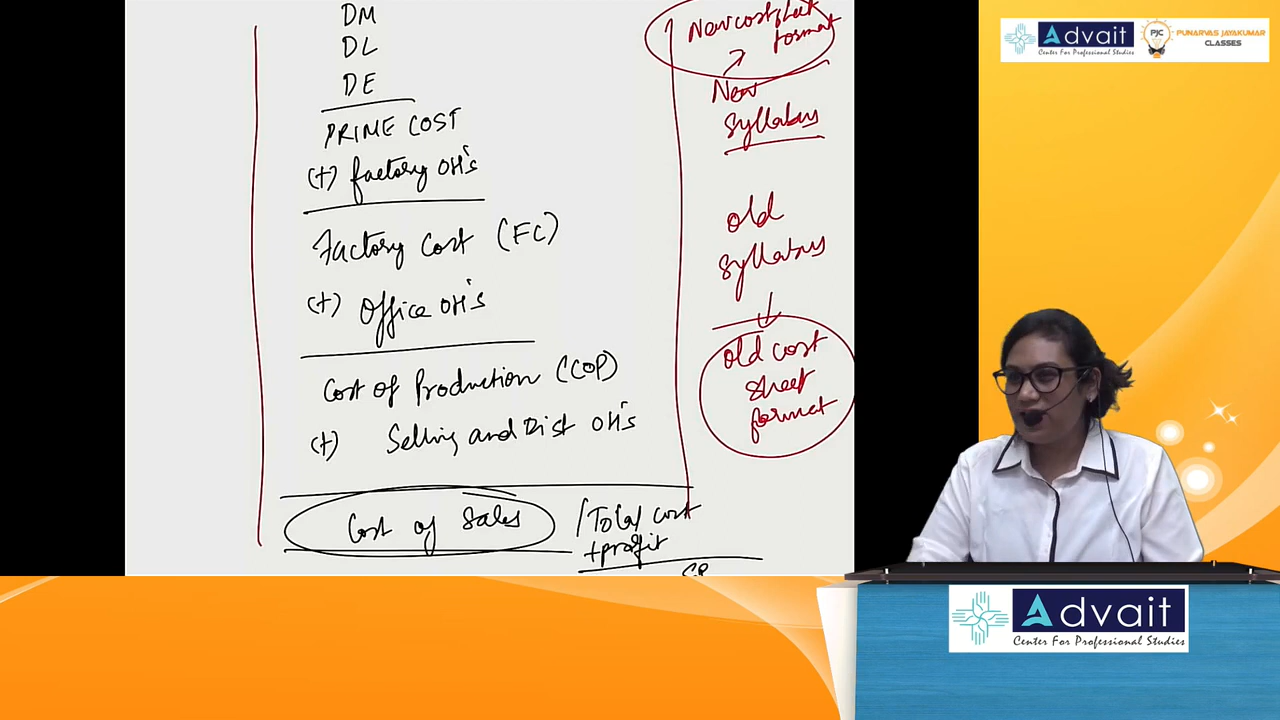 DM
DL
DE
PRIME COST
(+) Factory OH's
Factory Cost (FC)
(+) Office OH's
Cost of Production (COP)
(+) Selling and Dist OH's
Cost of Sales / Total cost
+profit
SP
New cost sheet
format
New
Syllabus
old
Syllabus
old cost
sheet
format
Advait
Center For Professional Studies
PJC
PUNARVAS JAYAKUMAR
CLASSES
Advait
Center For Professional Studies